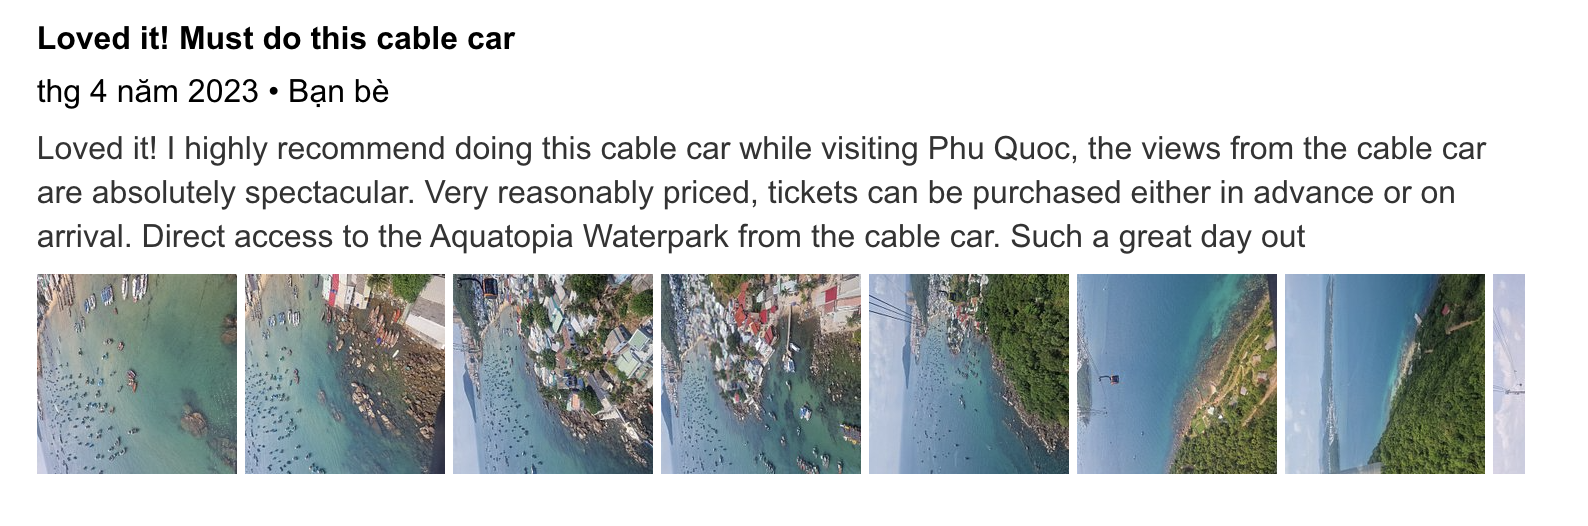 Loved it! Must do this cable car
thg 4 năm 2023 • Bạn bè
Loved it! I highly recommend doing this cable car while visiting Phu Quoc, the views from the cable car
are absolutely spectacular. Very reasonably priced, tickets can be purchased either in advance or on
arrival. Direct access to the Aquatopia Waterpark from the cable car. Such a great day out